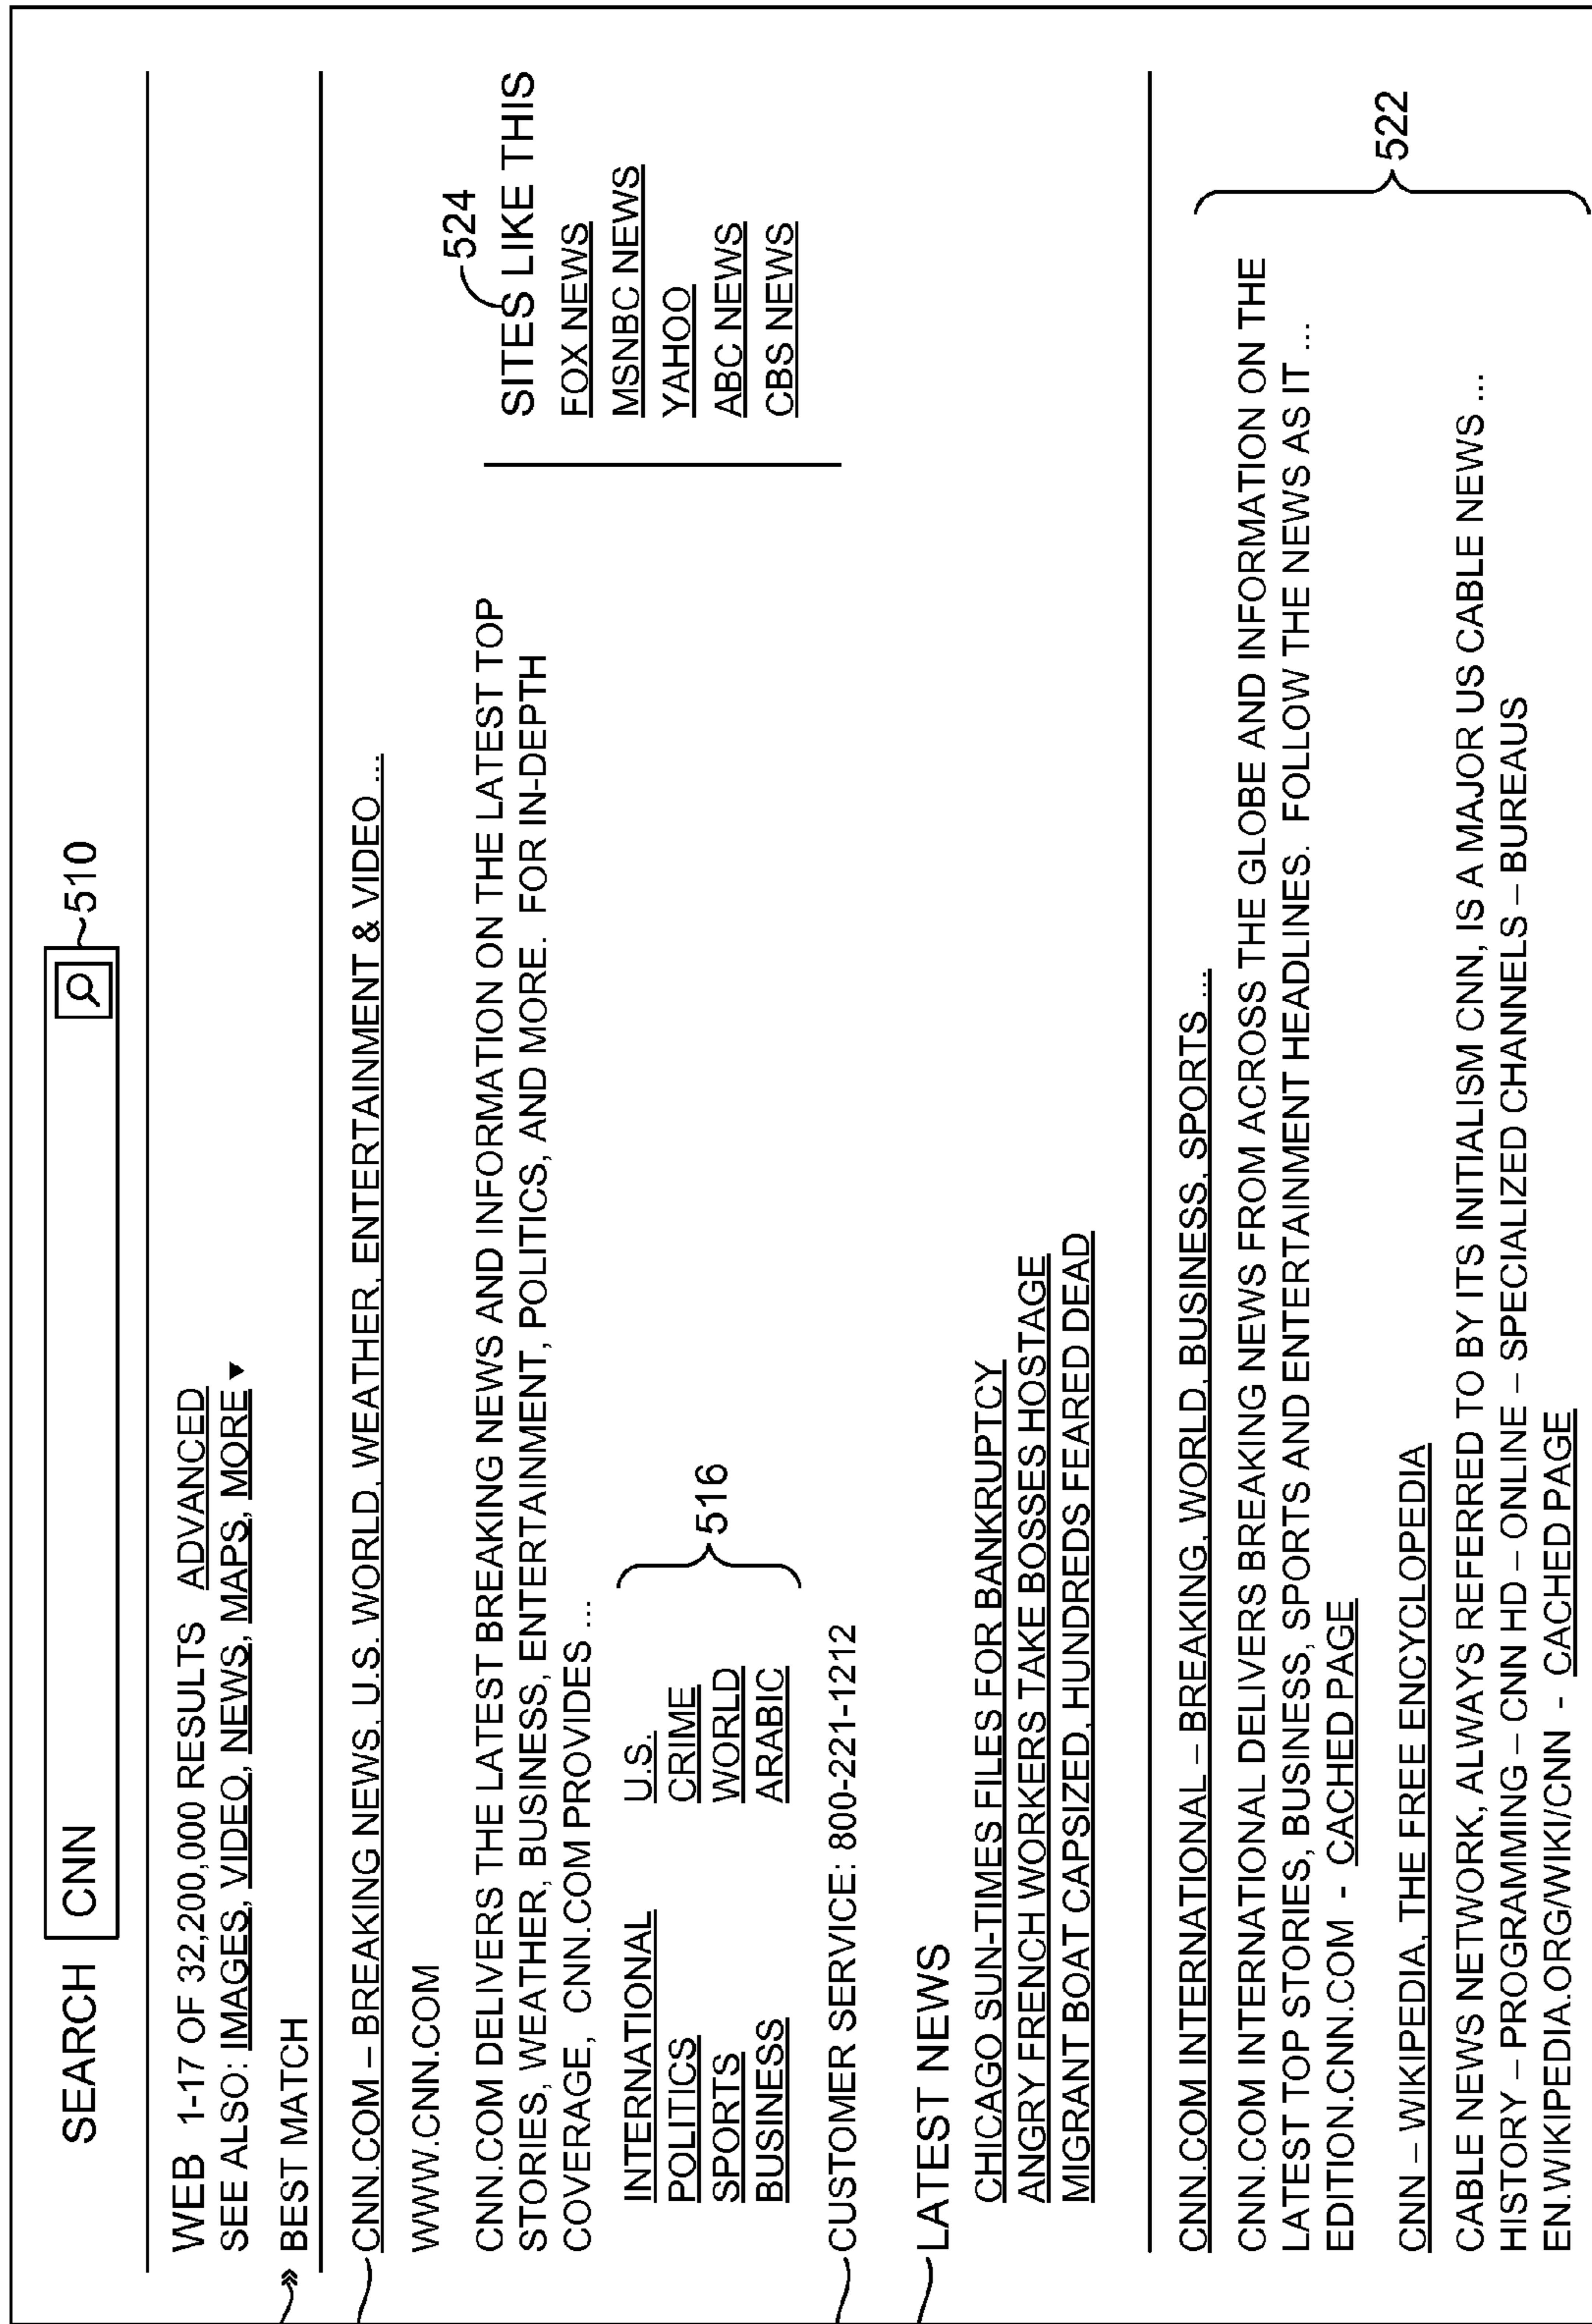 SEARCH CNN 510
WEB 1-17 OF 32,200,000 RESULTS ADVANCED
SEE ALSO: IMAGES, VIDEO, NEWS, MAPS, MORE ▼
» BEST MATCH
CNN.COM – BREAKING NEWS, U.S. WORLD, WEATHER, ENTERTAINMENT & VIDEO ...
WWW.CNN.COM
CNN.COM DELIVERS THE LATEST BREAKING NEWS AND INFORMATION ON THE LATEST TOP
STORIES, WEATHER, BUSINESS, ENTERTAINMENT, POLITICS, AND MORE. FOR IN-DEPTH
COVERAGE, CNN.COM PROVIDES ...
INTERNATIONAL U.S.
POLITICS CRIME
SPORTS WORLD
BUSINESS ARABIC
516
CUSTOMER SERVICE: 800-221-1212
524
SITES LIKE THIS
FOX NEWS
MSNBC NEWS
YAHOO
ABC NEWS
CBS NEWS
LATEST NEWS
CHICAGO SUN-TIMES FILES FOR BANKRUPTCY
ANGRY FRENCH WORKERS TAKE BOSSES HOSTAGE
MIGRANT BOAT CAPSIZED, HUNDREDS FEARED DEAD
CNN.COM INTERNATIONAL – BREAKING, WORLD, BUSINESS, SPORTS ...
CNN.COM INTERNATIONAL DELIVERS BREAKING NEWS FROM ACROSS THE GLOBE AND INFORMATION ON THE
LATEST TOP STORIES, BUSINESS, SPORTS AND ENTERTAINMENT HEADLINES. FOLLOW THE NEWS AS IT ...
EDITION.CNN.COM - CACHED PAGE
CNN – WIKIPEDIA, THE FREE ENCYCLOPEDIA
CABLE NEWS NETWORK, ALWAYS REFERRED TO BY ITS INITIALISM CNN, IS A MAJOR US CABLE NEWS ...
HISTORY – PROGRAMMING – CNN HD – ONLINE – SPECIALIZED CHANNELS – BUREAUS
EN.WIKIPEDIA.ORG/WIKI/CNN - CACHED PAGE
522